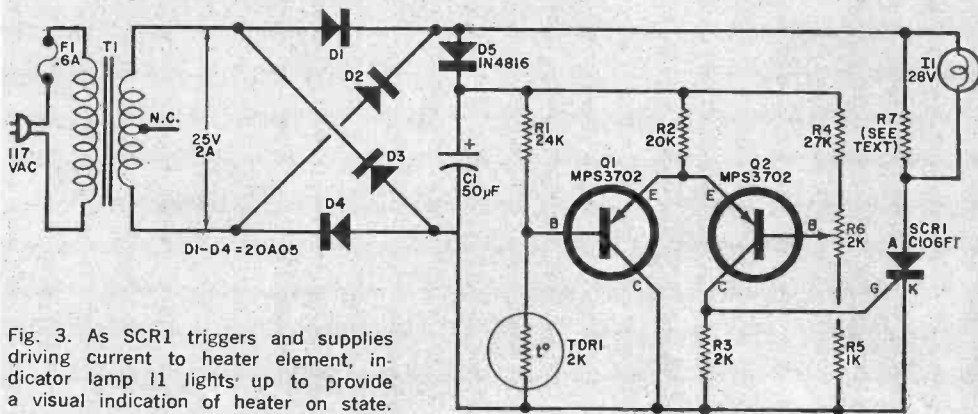 F1
.6A
T1
117
VAC
N.C.
25V
2A
D1
D2
D3
D4
D1-D4=20A05
D5
1N4816
+
C1
50µF
R1
24K
R2
20K
R4
27K
Q1
MPS3702
Q2
MPS3702
E
E
B
B
C
C
R6
2K
R7
(SEE
TEXT)
I1
28V
SCR1
C106F1
A
G
K
t°
TDR1
2K
R3
2K
R5
1K
Fig. 3. As SCR1 triggers and supplies
driving current to heater element, in-
dicator lamp I1 lights up to provide
a visual indication of heater on state.